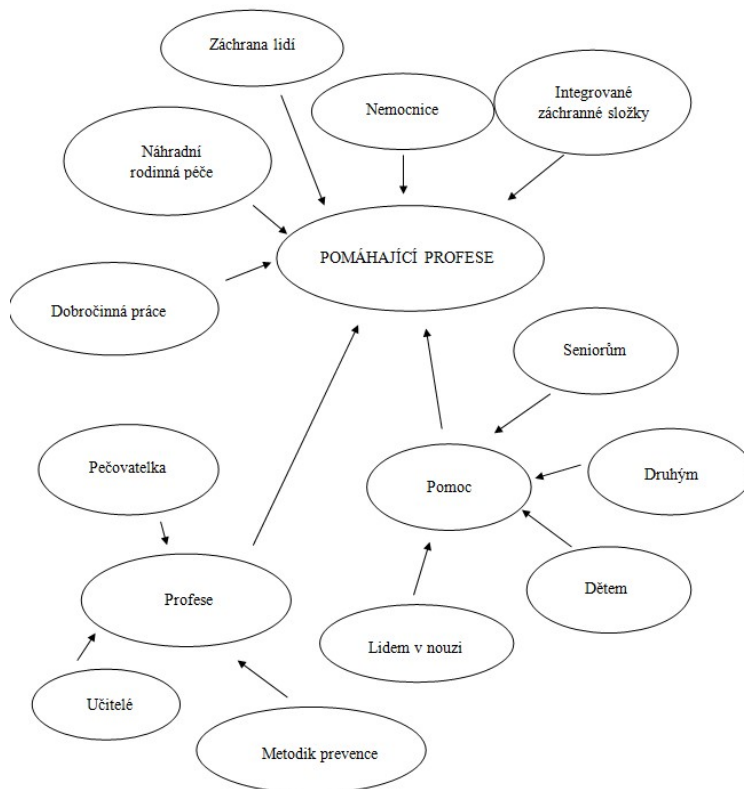 Záchrana lidí
Nemocnice
Integrované
záchranné složky
Náhradní
rodinná péče
POMÁHAJÍCÍ PROFESE
Dobročinná práce
Seniorům
Pečovatelka
Pomoc
Druhým
Profese
Dětem
Lidem v nouzi
Učitelé
Metodik prevence